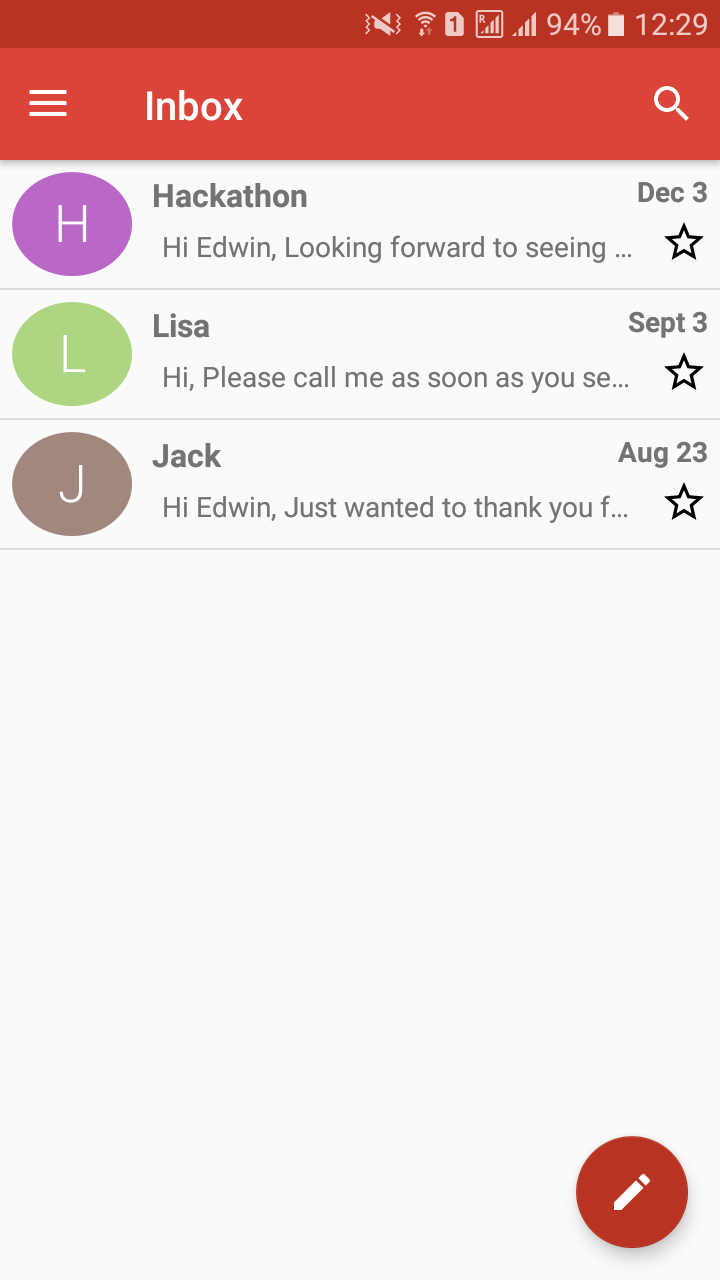 94% 12:29
Inbox
H Hackathon Dec 3
Hi Edwin, Looking forward to seeing ...
L Lisa Sept 3
Hi, Please call me as soon as you se...
J Jack Aug 23
Hi Edwin, Just wanted to thank you f...